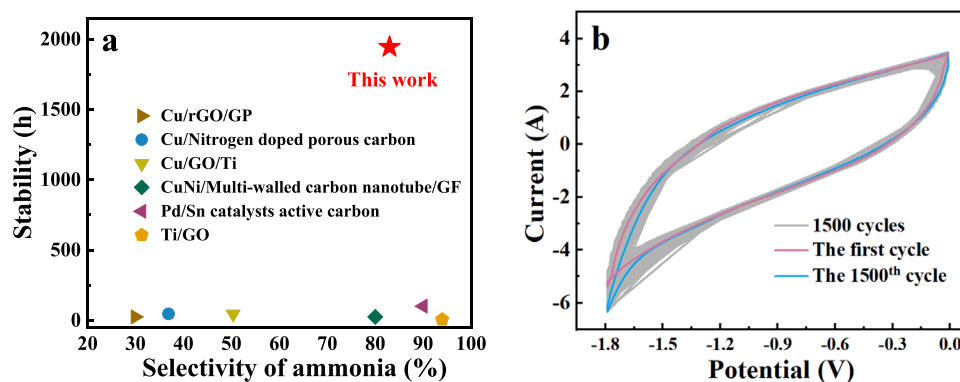 a
2000
1500
1000
500
0
Stability (h)
This work
Cu/rGO/GP
Cu/Nitrogen doped porous carbon
Cu/GO/Ti
CuNi/Multi-walled carbon nanotube/GF
Pd/Sn catalysts active carbon
Ti/GO
20 30 40 50 60 70 80 90 100
Selectivity of ammonia (%)
b
4
2
0
-2
-4
-6
Current (A)
1500 cycles
The first cycle
The 1500th cycle
-1.8 -1.5 -1.2 -0.9 -0.6 -0.3 0.0
Potential (V)